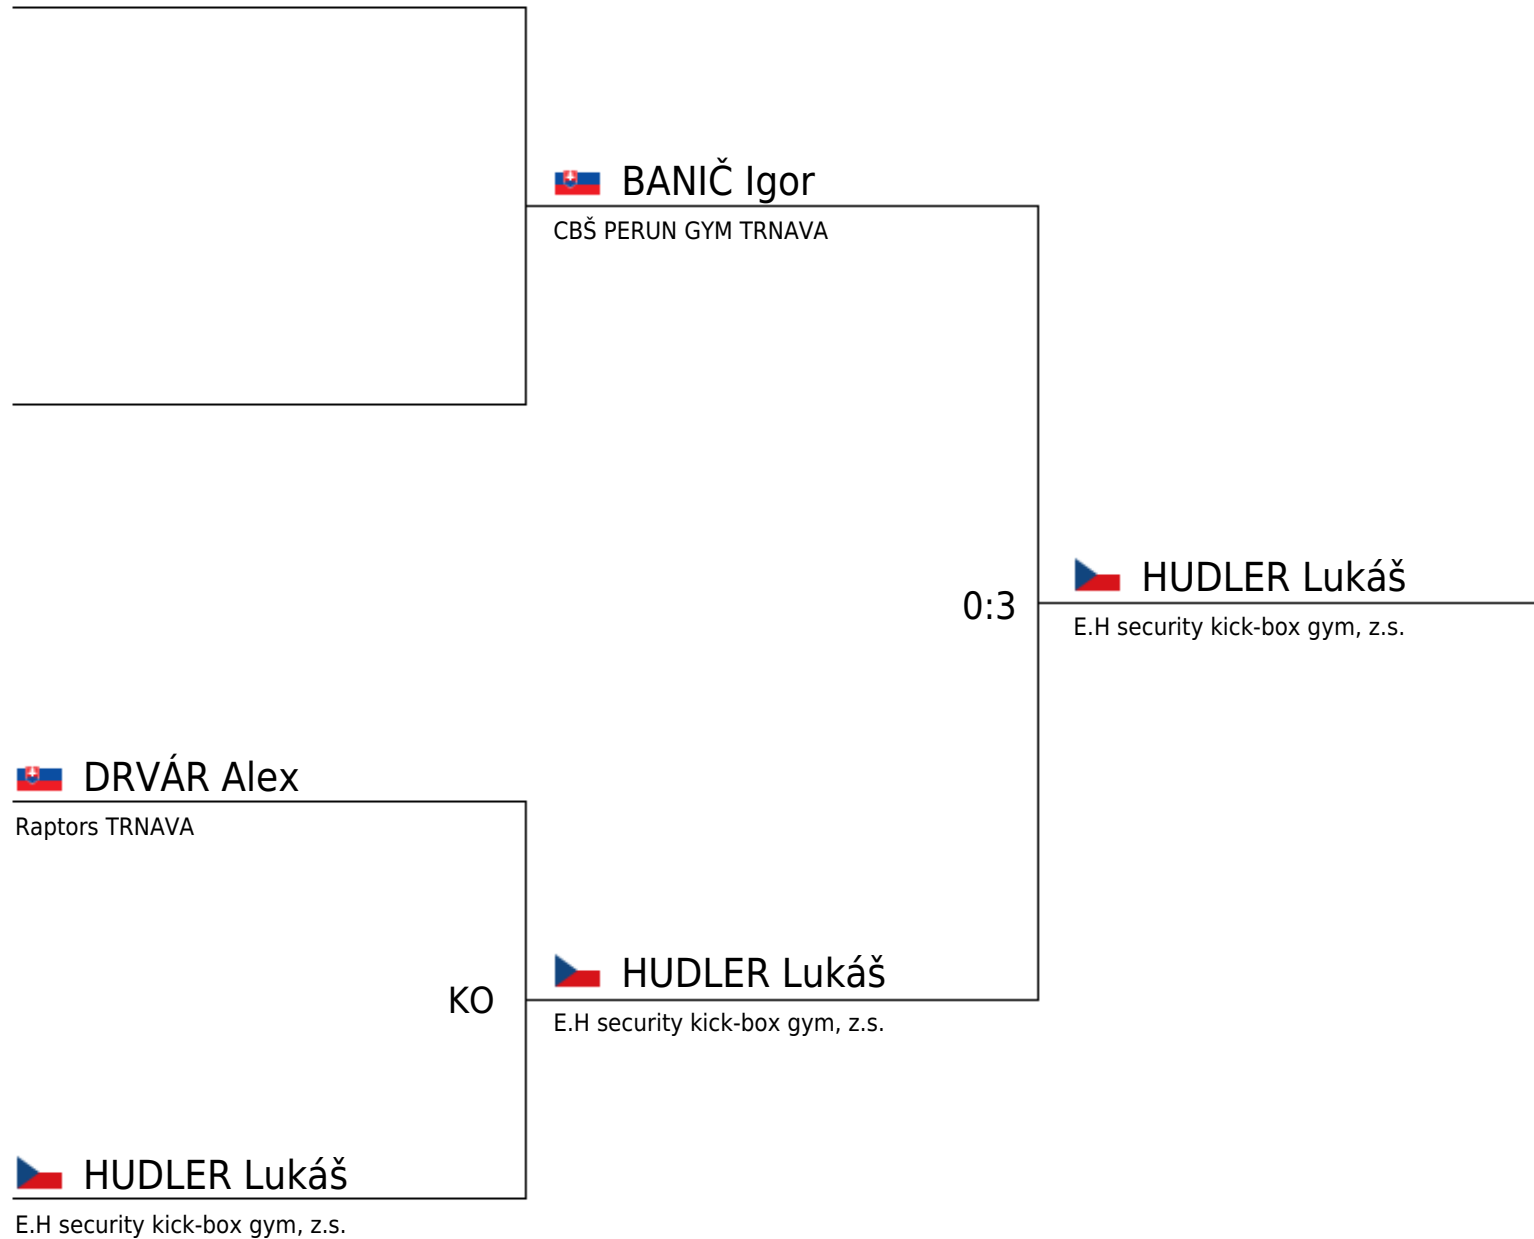 BANIČ Igor
CBŠ PERUN GYM TRNAVA
HUDLER Lukáš
0:3
E.H security kick-box gym, z.s.
DRVÁR Alex
Raptors TRNAVA
HUDLER Lukáš
KO
E.H security kick-box gym, z.s.
HUDLER Lukáš
E.H security kick-box gym, z.s.